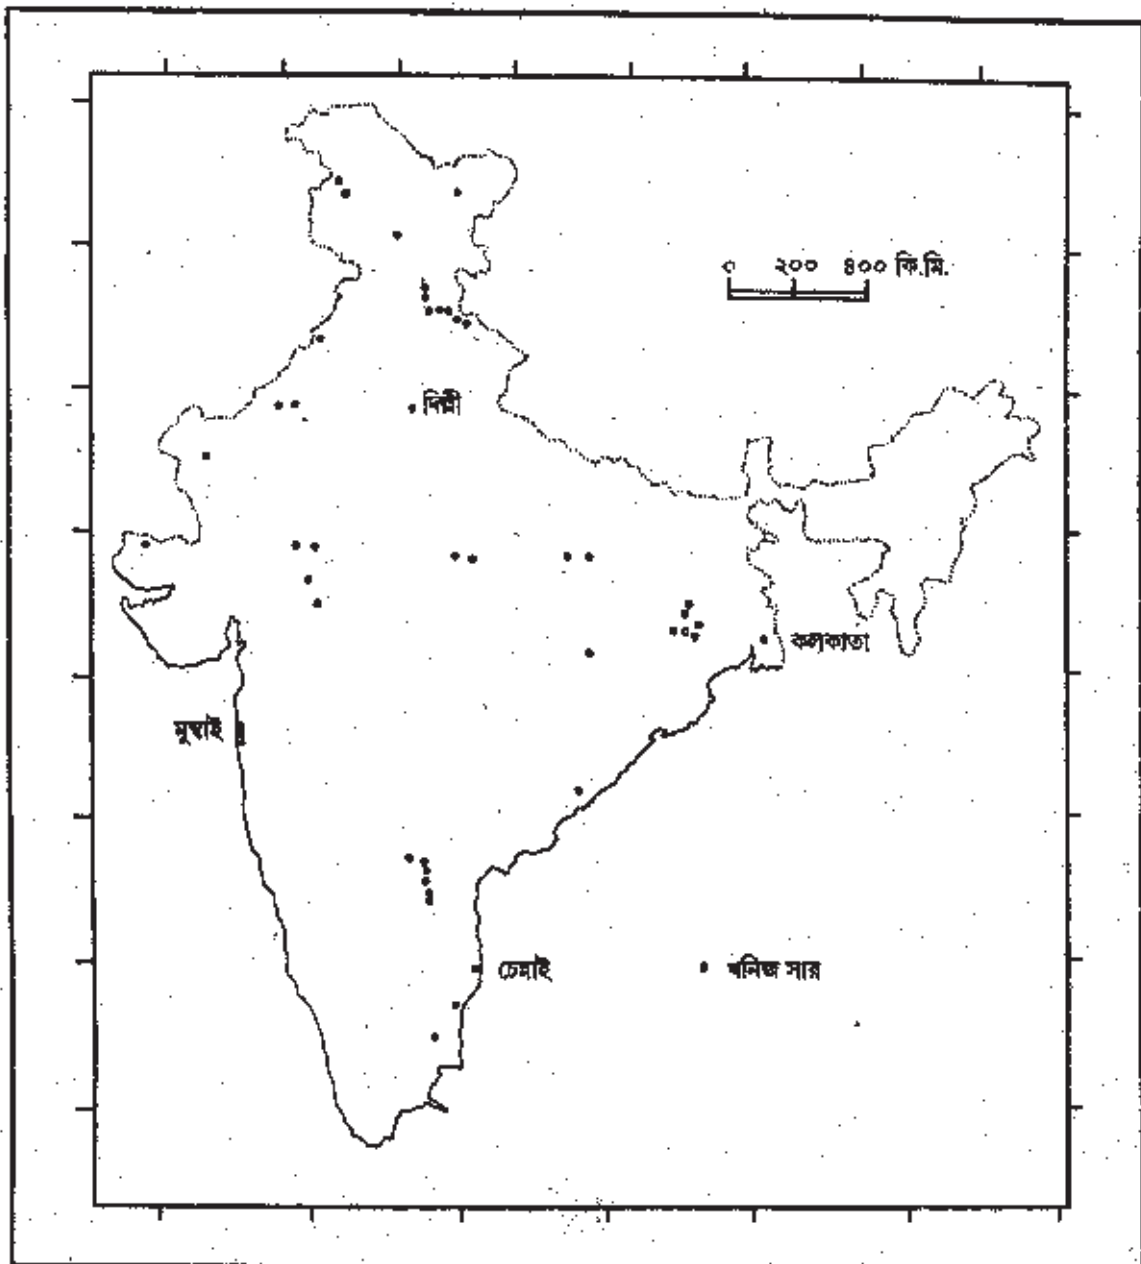 ০ ২০০ ৪০০ কি.মি.
দিল্লী
কলকাতা
মুম্বাই
চেন্নাই
খনিজ সার